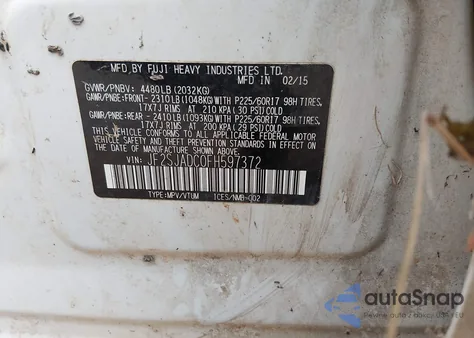 MFD.BY FUJI HEAVY INDUSTRIES LTD.
GVWR/PNBV: 4480LB (2032KG) 02/15
GAWR/PNBE:FRONT- 2310LB (1048KG) WITH P225/60R17 98H TIRES.
17X7J RIMS AT 210 KPA (30 PSI) COLD
GAWR/PNBE:REAR - 2410LB (1093KG) WITH P225/60R17 98H TIRES.
17X7J RIMS AT 200 KPA (29 PSI) COLD
THIS VEHICLE CONFORMS TO ALL APPLICABLE FEDERAL MOTOR
VEHICLE SAFETY, BUMPER, AND THEFT PREVENTION STANDARDS
IN EFFECT ON THE DATE OF MANUFACTURE SHOWN ABOVE.
VIN: JF2SJADC0FH597372
TYPE:MPV/VTUM ICES/NMB-002
autoSnap